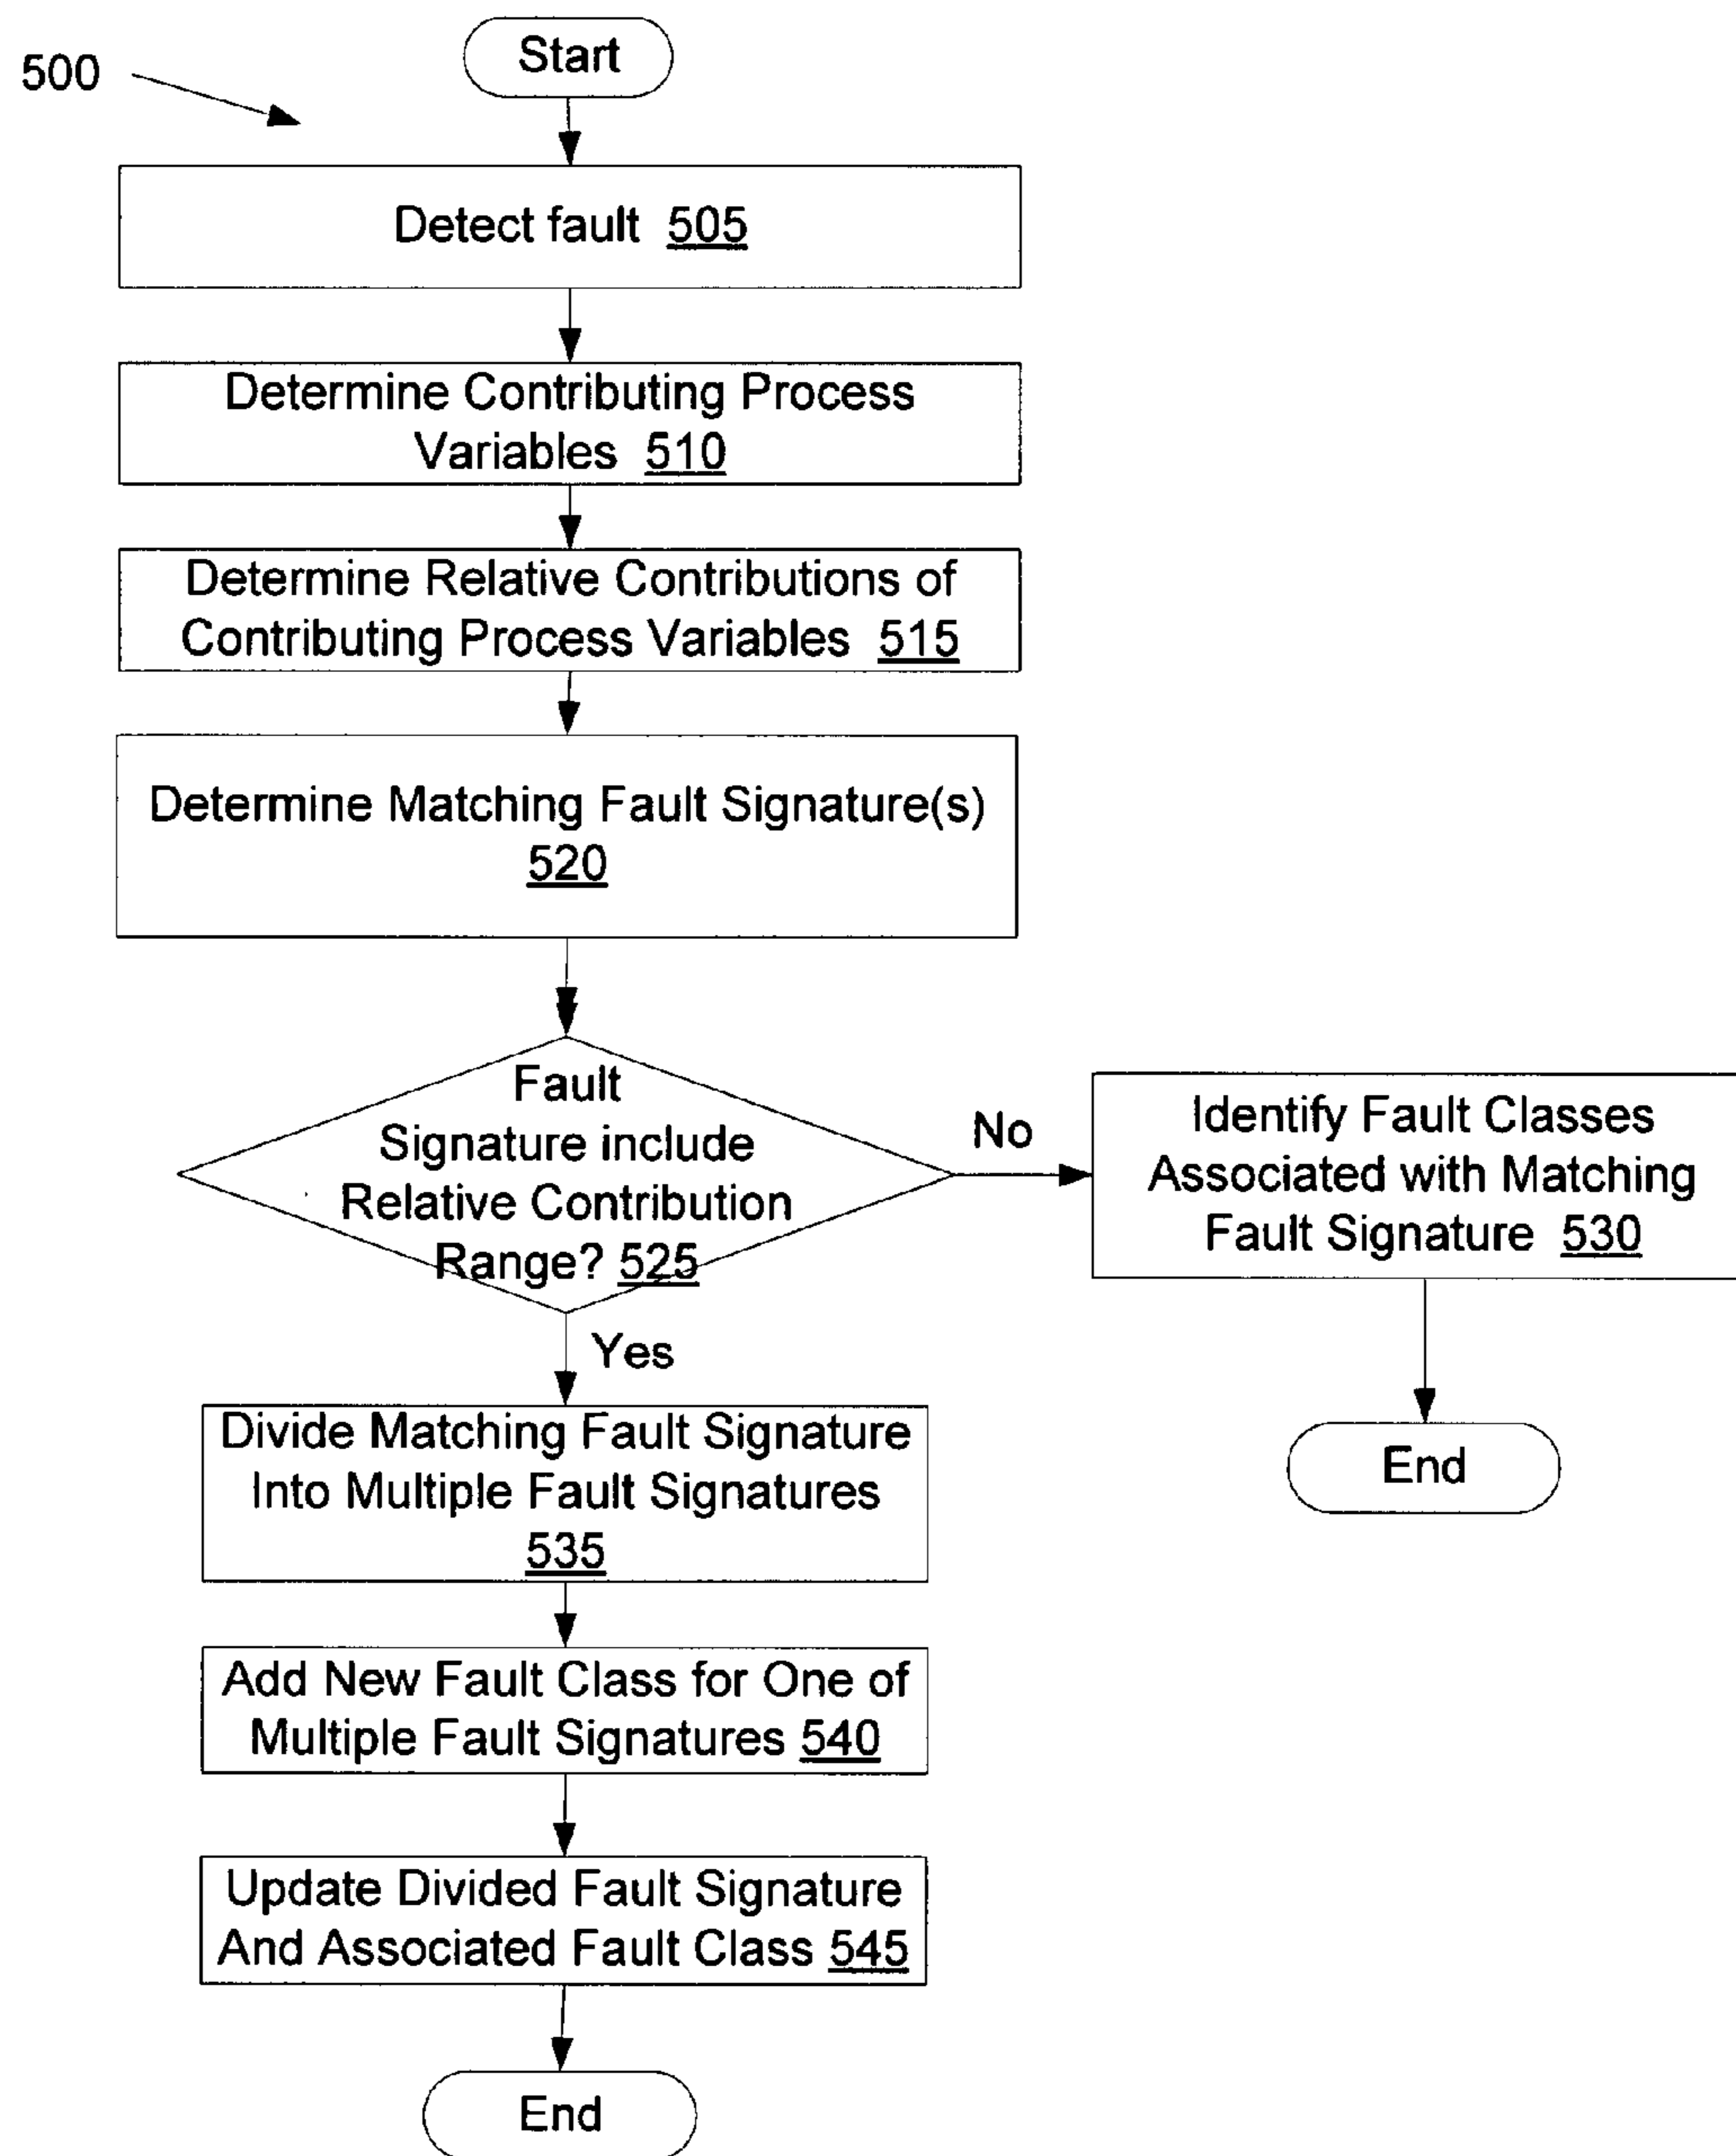 Start
500
Detect fault 505
Determine Contributing Process
Variables 510
Determine Relative Contributions of
Contributing Process Variables 515
Determine Matching Fault Signature(s)
520
Fault
Signature include
Relative Contribution
Range? 525
No
Identify Fault Classes
Associated with Matching
Fault Signature 530
End
Yes
Divide Matching Fault Signature
Into Multiple Fault Signatures
535
Add New Fault Class for One of
Multiple Fault Signatures 540
Update Divided Fault Signature
And Associated Fault Class 545
End